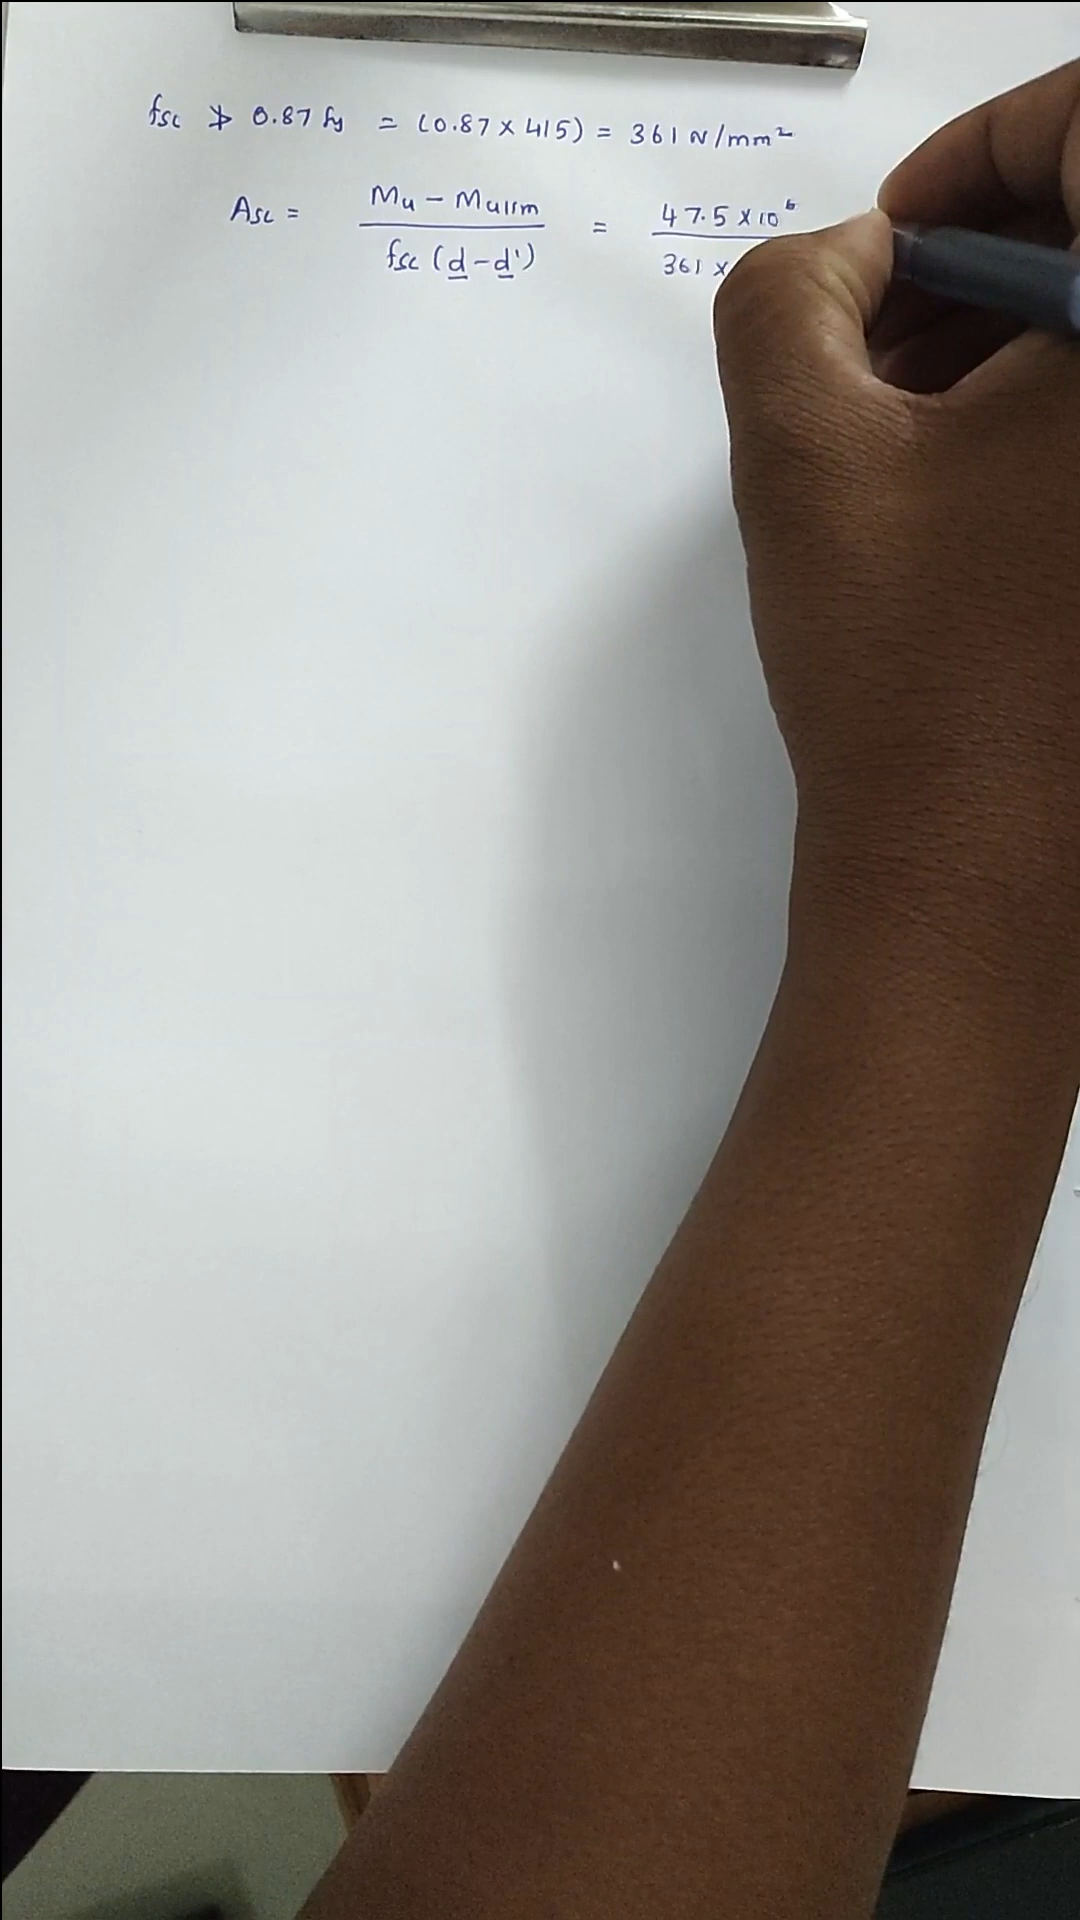 fsc ≯ 0.87 fy = (0.87 × 415) = 361 N/mm²
Asc = (Mu - Mulim) / (fsc (d - d')) = 47.5 × 10⁶ / 361 ×